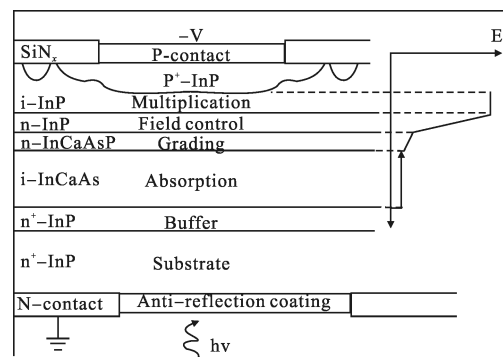 –V
E
SiNₓ P-contact
P⁺–InP
i–InP Multiplication
n–InP Field control
n–InCaAsP Grading
i–InCaAs Absorption
n⁺–InP Buffer
n⁺–InP Substrate
N–contact Anti–reflection coating
hv